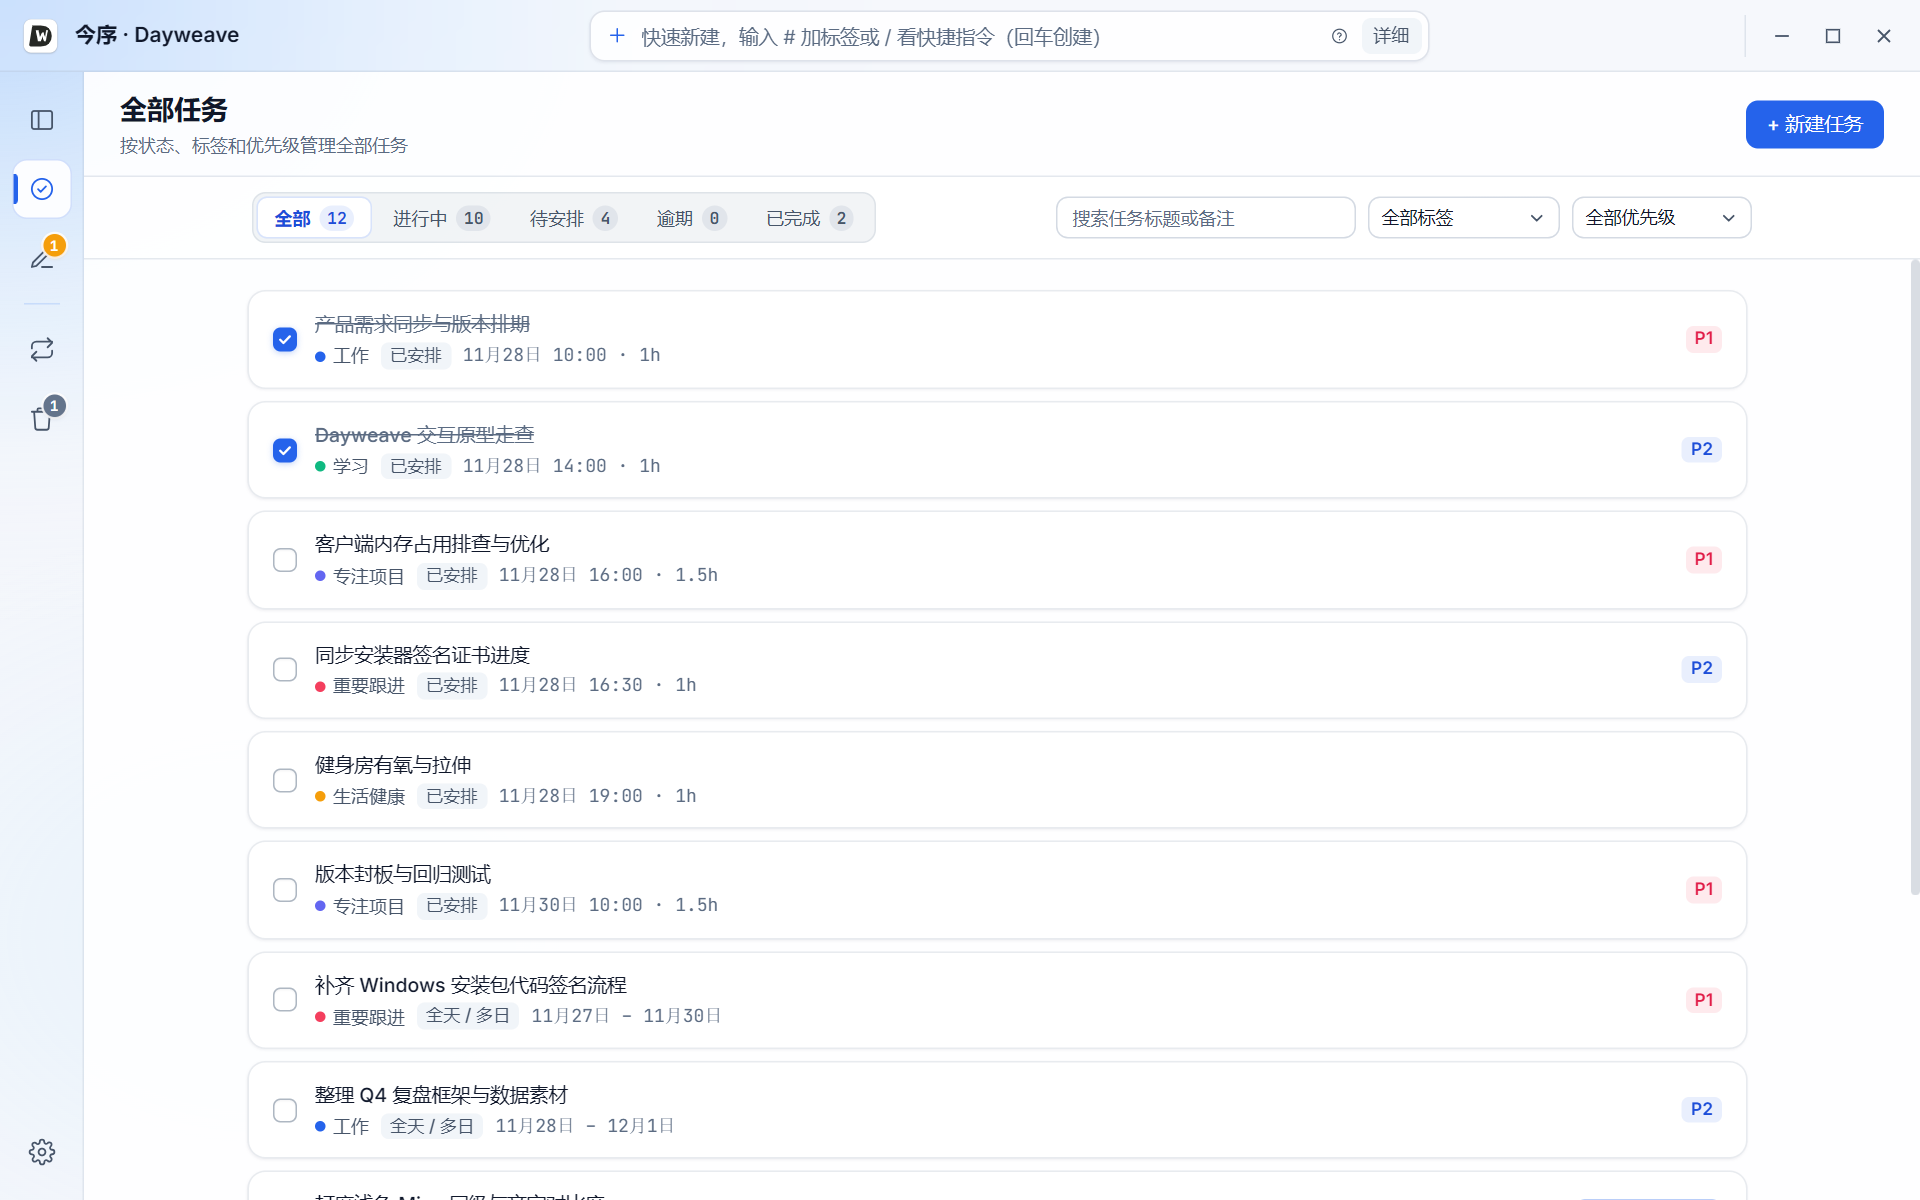 今序 · Dayweave
快速新建，输入 # 加标签或 / 看快捷指令（回车创建）
详细
全部任务
按状态、标签和优先级管理全部任务
+ 新建任务
1
1
全部 12 进行中 10 待安排 4 逾期 0 已完成 2
搜索任务标题或备注
全部标签
全部优先级
产品需求同步与版本排期
工作 已安排 11月28日 10:00 · 1h
P1
Dayweave 交互原型走查
学习 已安排 11月28日 14:00 · 1h
P2
客户端内存占用排查与优化
专注项目 已安排 11月28日 16:00 · 1.5h
P1
同步安装器签名证书进度
重要跟进 已安排 11月28日 16:30 · 1h
P2
健身房有氧与拉伸
生活健康 已安排 11月28日 19:00 · 1h
版本封板与回归测试
专注项目 已安排 11月30日 10:00 · 1.5h
P1
补齐 Windows 安装包代码签名流程
重要跟进 全天 / 多日 11月27日 – 11月30日
P1
整理 Q4 复盘框架与数据素材
工作 全天 / 多日 11月28日 – 12月1日
P2